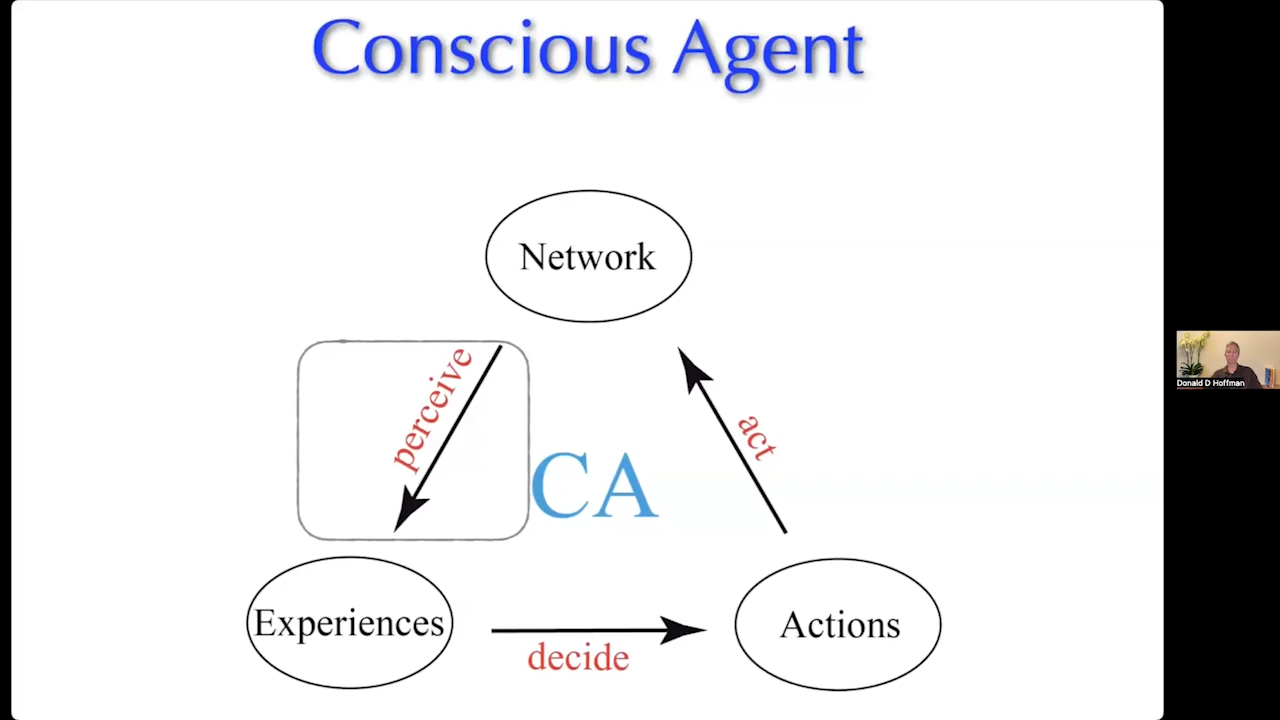 Conscious Agent
Network
perceive
act
CA
Experiences
Actions
decide
Donald D Hoffman